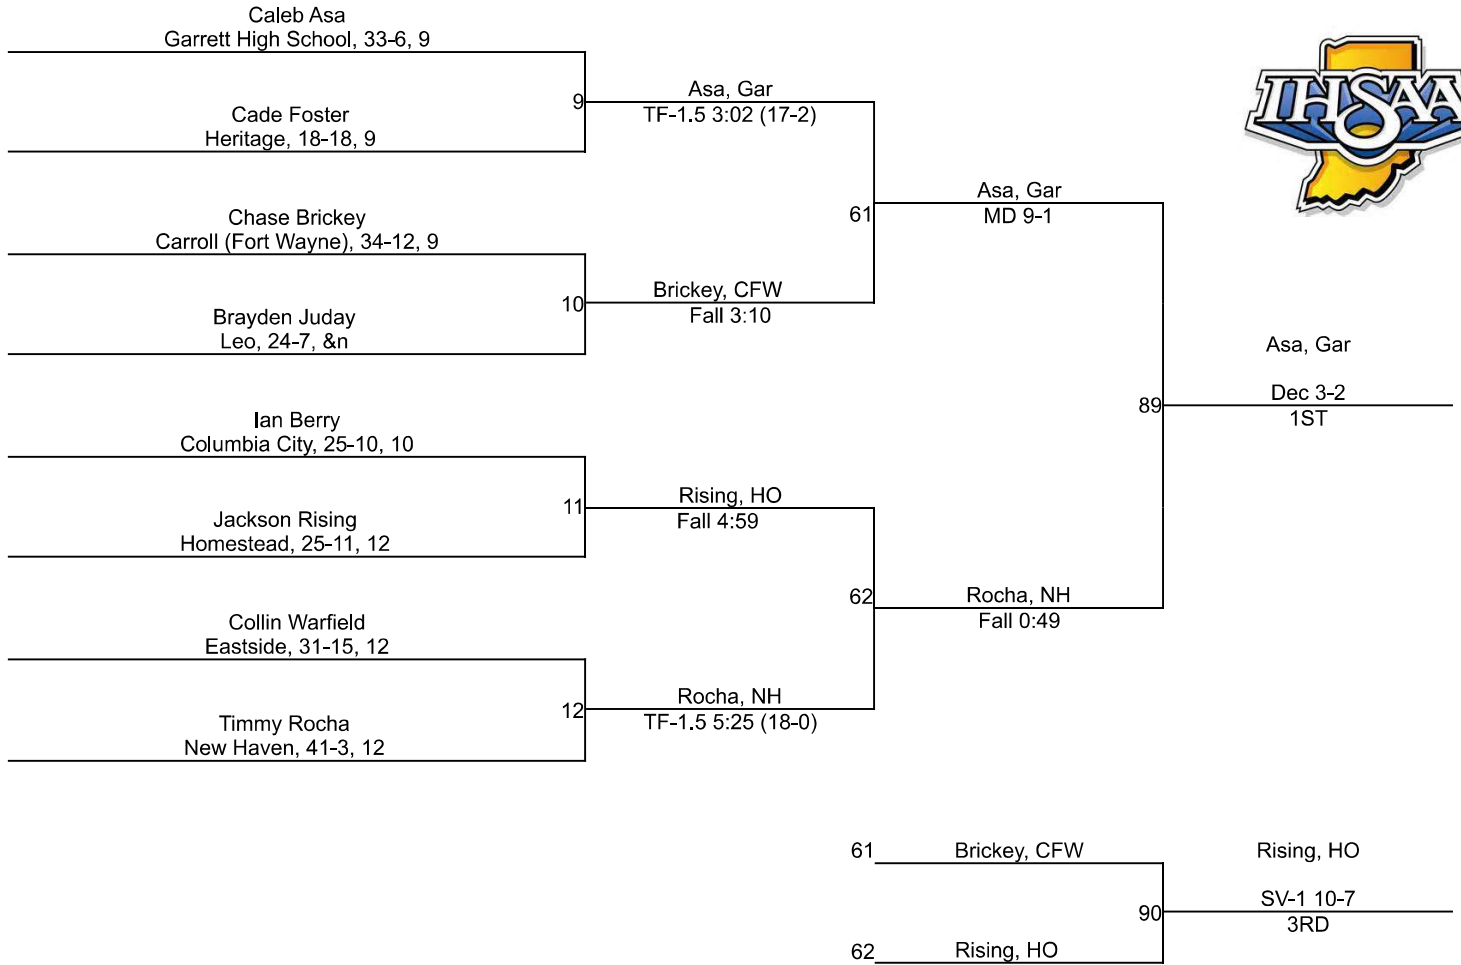 Caleb Asa
Garrett High School, 33-6, 9
Cade Foster
Heritage, 18-18, 9
Chase Brickey
Carroll (Fort Wayne), 34-12, 9
Brayden Juday
Leo, 24-7, &n
Ian Berry
Columbia City, 25-10, 10
Jackson Rising
Homestead, 25-11, 12
Collin Warfield
Eastside, 31-15, 12
Timmy Rocha
New Haven, 41-3, 12
9
Asa, Gar
TF-1.5 3:02 (17-2)
10
Brickey, CFW
Fall 3:10
11
Rising, HO
Fall 4:59
12
Rocha, NH
TF-1.5 5:25 (18-0)
61
Asa, Gar
MD 9-1
62
Rocha, NH
Fall 0:49
IHSAA
89
Asa, Gar
Dec 3-2
1ST
61
Brickey, CFW
62
Rising, HO
90
Rising, HO
SV-1 10-7
3RD